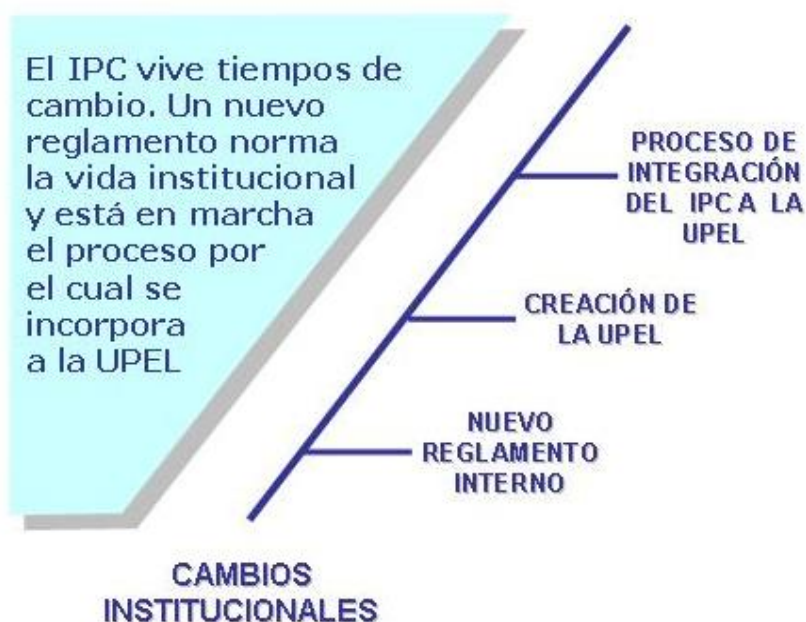 El IPC vive tiempos de
cambio. Un nuevo
reglamento norma
la vida institucional
y está en marcha
el proceso por
el cual se
incorpora
a la UPEL
PROCESO DE
INTEGRACIÓN
DEL IPC A LA
UPEL
CREACIÓN DE
LA UPEL
NUEVO
REGLAMENTO
INTERNO
CAMBIOS
INSTITUCIONALES